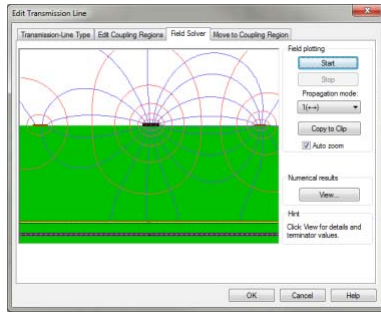 Edit Transmission Line
Transmission-Line Type
Edit Coupling Regions
Field Solver
Move to Coupling Region
Field plotting
Start
Stop
Propagation mode:
Copy to Clip
Auto zoom
Numerical results
View...
Hint
Click View for details and
terminator values.
OK
Cancel
Help